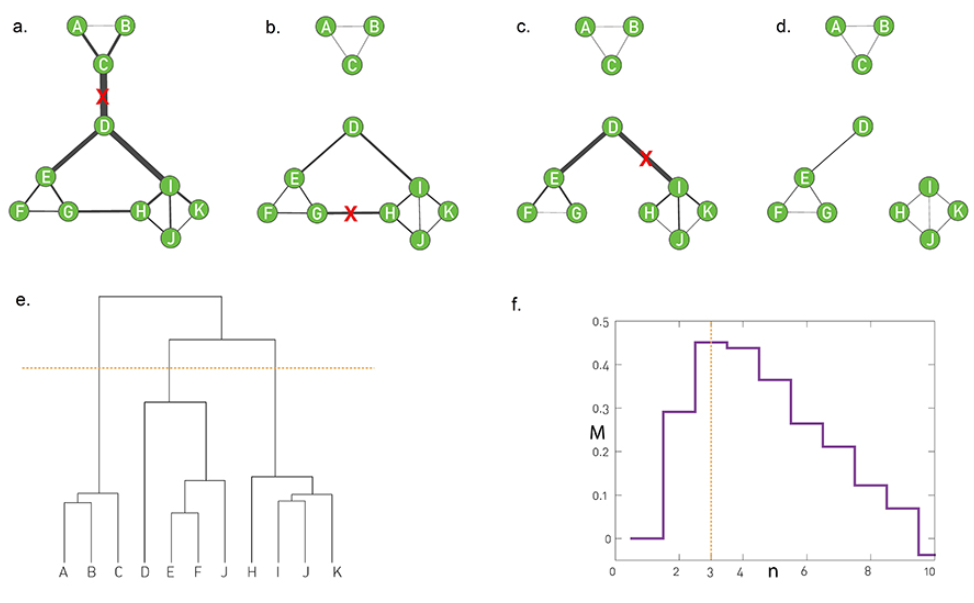 a.
A B
C
X
D
E
I
F G H K
J
b.
A B
C
D
E
I
F G X H K
J
c.
A B
C
D
X
E
I
F G H K
J
d.
A B
C
D
E
I
F G H K
J
e.
A B C D E F J H I J K
f.
0.5
0.4
0.3
M
0.2
0.1
0
0 2 3 4 n 6 8 10